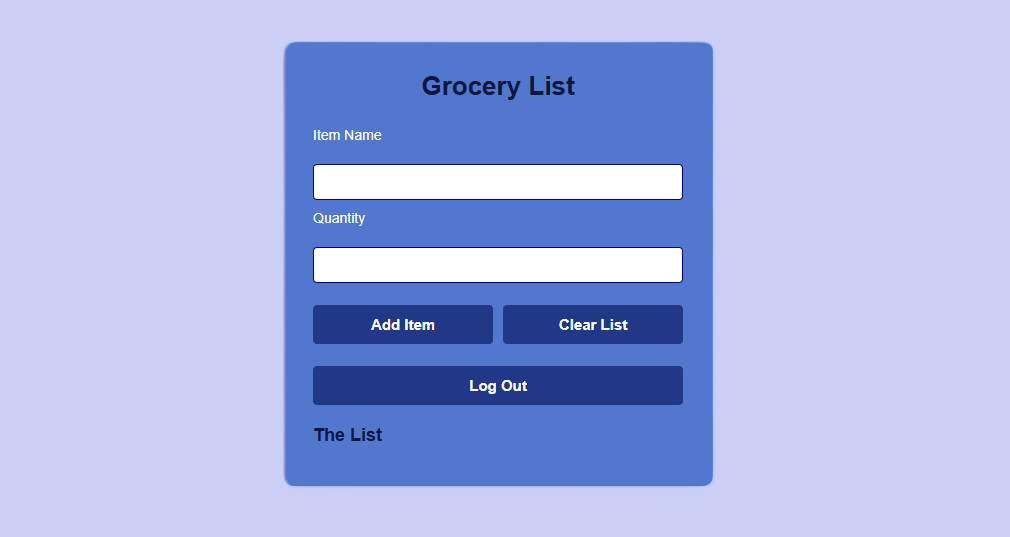 Grocery List
Item Name
Quantity
Add Item Clear List
Log Out
The List